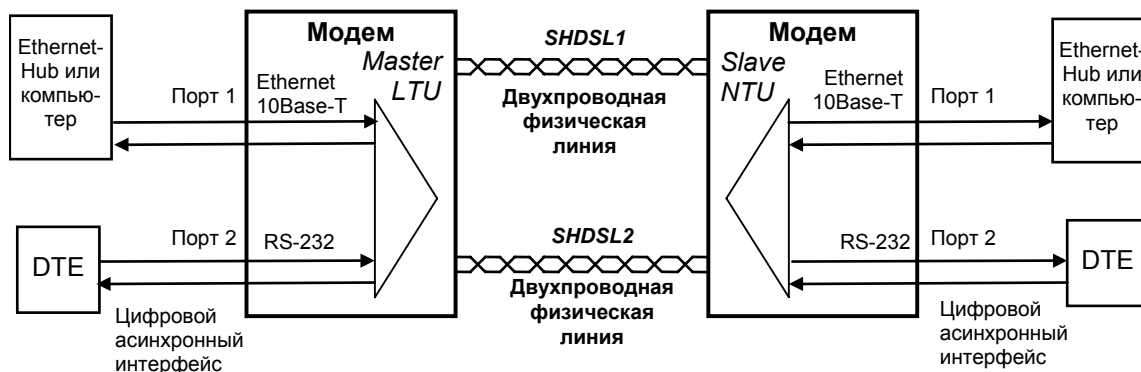 Ethernet-
Hub или
компью-
тер
Порт 1
Ethernet
10Base-T
Модем
Master
LTU
SHDSL1
Двухпроводная
физическая
линия
Модем
Slave
NTU
Ethernet
10Base-T
Порт 1
Ethernet-
Hub или
компью-
тер
DTE
Порт 2
RS-232
Цифровой
асинхронный
интерфейс
SHDSL2
Двухпроводная
физическая
линия
RS-232
Порт 2
DTE
Цифровой
асинхронный
интерфейс